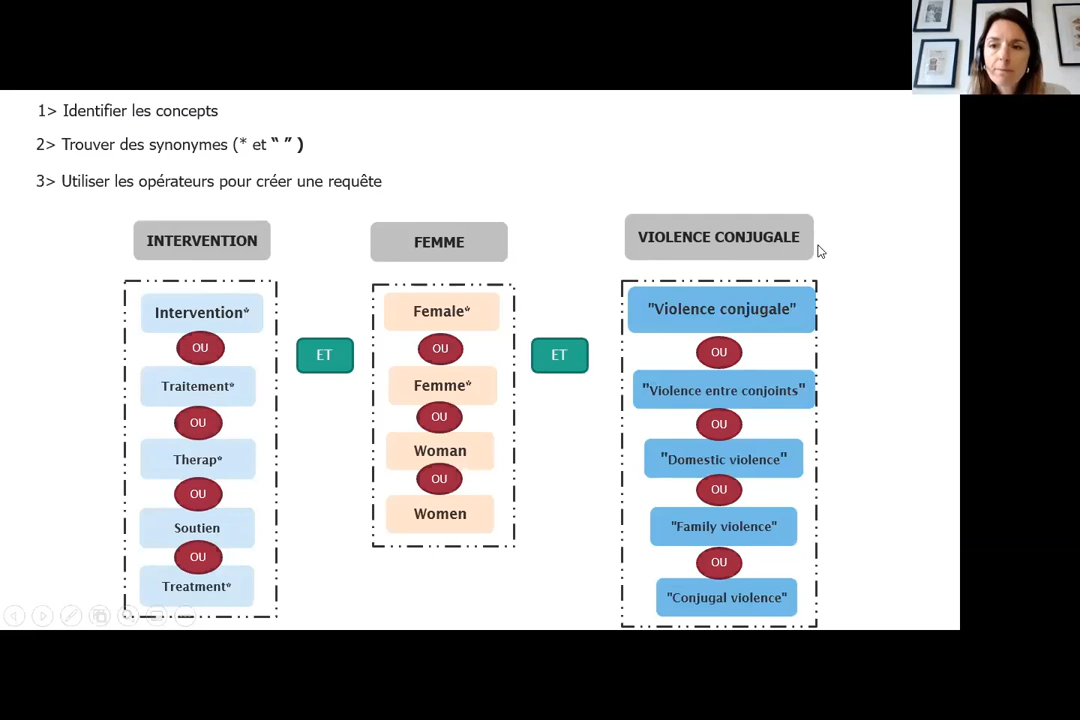 1> Identifier les concepts
2> Trouver des synonymes (* et “ ” )
3> Utiliser les opérateurs pour créer une requête
INTERVENTION
FEMME
VIOLENCE CONJUGALE
Intervention*
OU
Traitement*
OU
Therap*
OU
Soutien
OU
Treatment*
ET
Female*
OU
Femme*
OU
Woman
OU
Women
ET
"Violence conjugale"
OU
"Violence entre conjoints"
OU
"Domestic violence"
OU
"Family violence"
OU
"Conjugal violence"